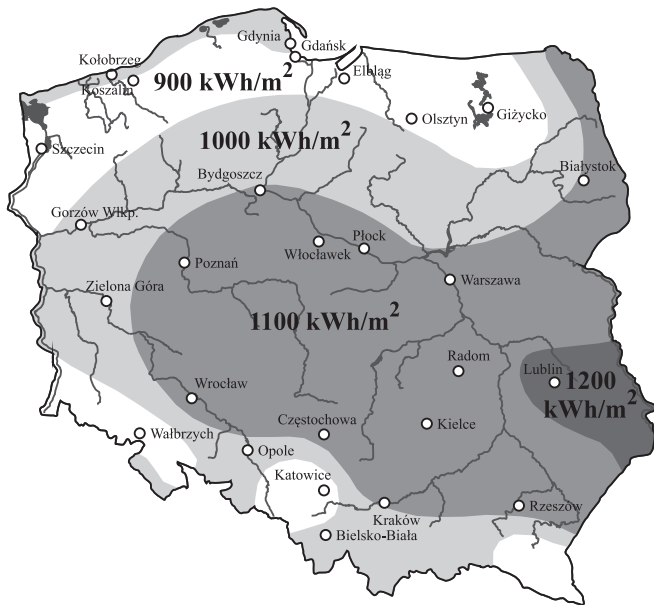 Gdynia
Gdańsk
Kołobrzeg
Koszalin
900 kWh/m²
Elbląg
Giżycko
Olsztyn
1000 kWh/m²
Szczecin
Białystok
Bydgoszcz
Gorzów Wlkp.
Płock
Włocławek
Poznań
Warszawa
Zielona Góra
1100 kWh/m²
Radom
Lublin
1200
kWh/m²
Wrocław
Częstochowa
Kielce
Wałbrzych
Opole
Katowice
Rzeszów
Kraków
Bielsko-Biała